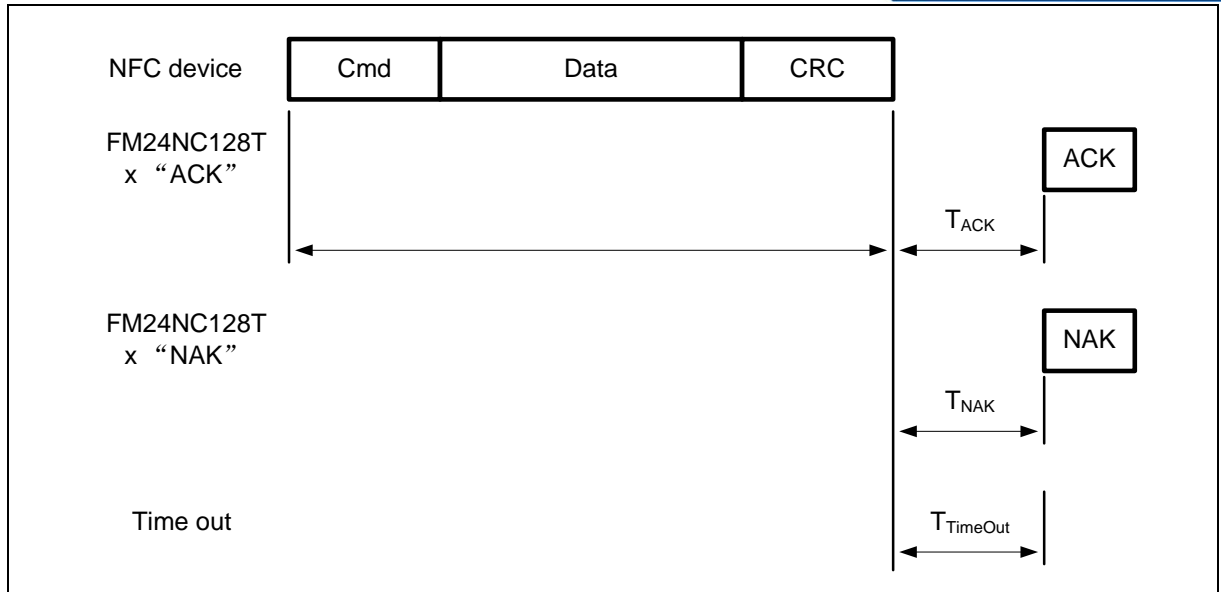 NFC device Cmd Data CRC
FM24NC128T
x “ACK”
ACK
TACK
FM24NC128T
x “NAK”
NAK
TNAK
Time out
TTimeOut